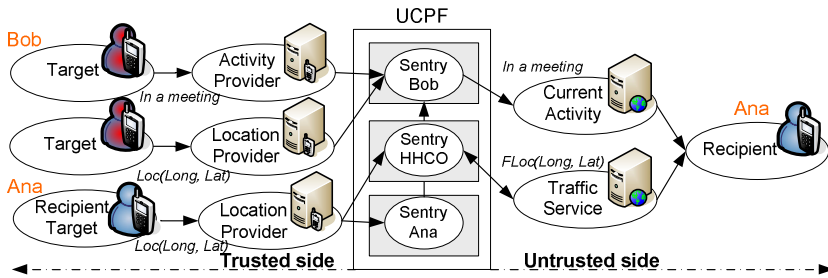 UCPF
Bob
Target
Activity
Provider
Sentry
Bob
In a meeting
Current
Activity
In a meeting
Target
Location
Provider
Sentry
HHCO
Ana
Recipient
Loc(Long, Lat)
FLoc(Long, Lat)
Traffic
Service
Ana
Recipient
Target
Location
Provider
Sentry
Ana
Loc(Long, Lat)
Trusted side
Untrusted side